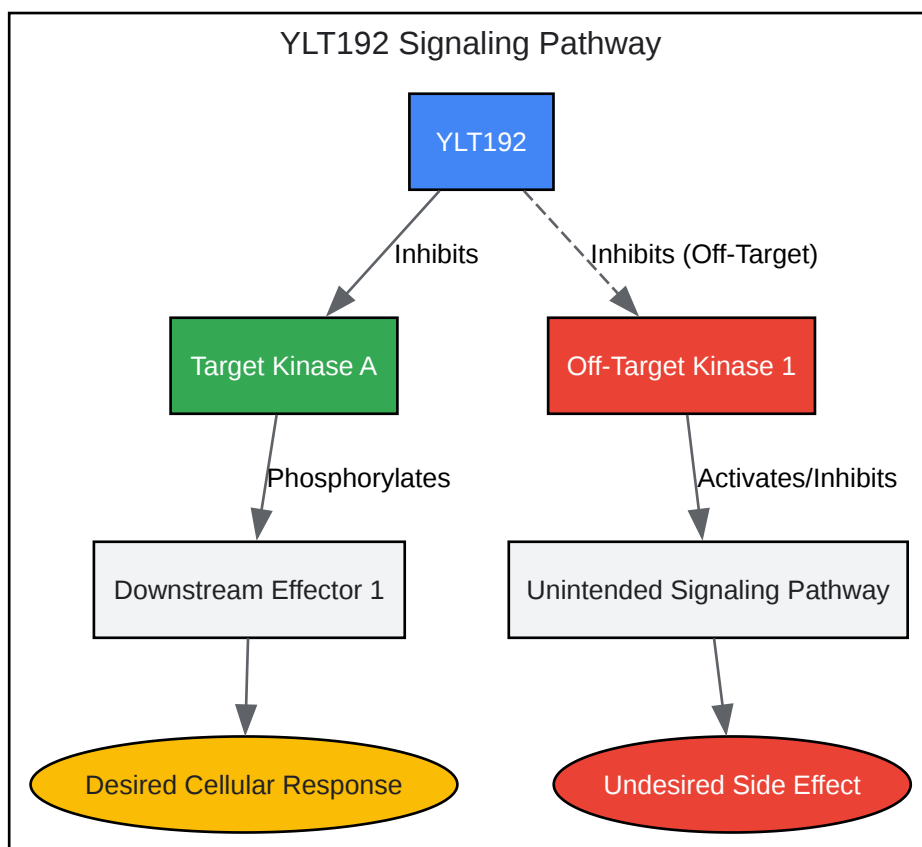 YLT192 Signaling Pathway
YLT192
Inhibits
Inhibits (Off-Target)
Target Kinase A
Off-Target Kinase 1
Phosphorylates
Activates/Inhibits
Downstream Effector 1
Unintended Signaling Pathway
Desired Cellular Response
Undesired Side Effect